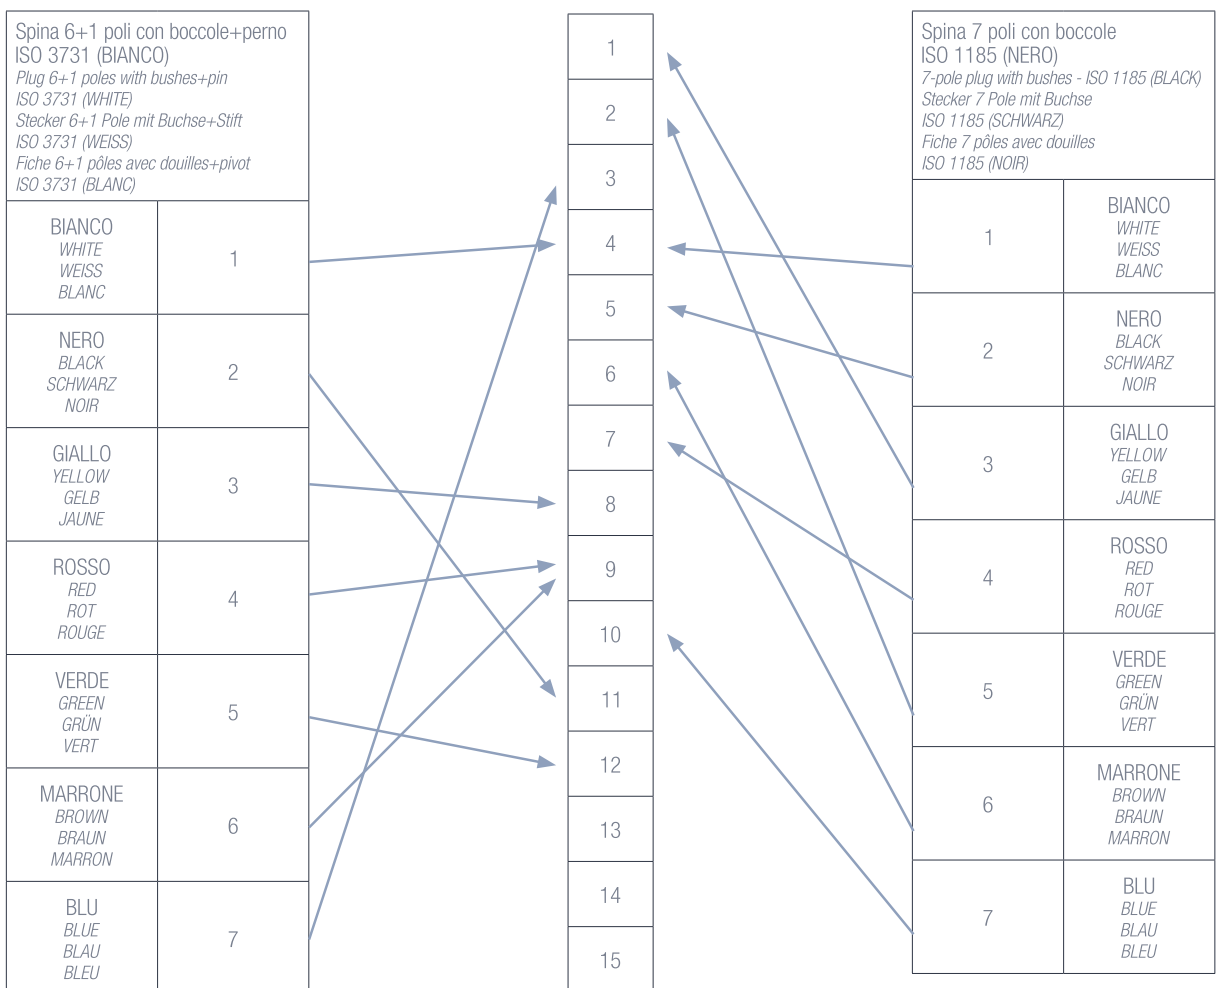 Spina 6+1 poli con boccole+perno
ISO 3731 (BIANCO)
Plug 6+1 poles with bushes+pin
ISO 3731 (WHITE)
Stecker 6+1 Pole mit Buchse+Stift
ISO 3731 (WEISS)
Fiche 6+1 pôles avec douilles+pivot
ISO 3731 (BLANC)
BIANCO
WHITE
WEISS
BLANC
1
NERO
BLACK
SCHWARZ
NOIR
2
GIALLO
YELLOW
GELB
JAUNE
3
ROSSO
RED
ROT
ROUGE
4
VERDE
GREEN
GRÜN
VERT
5
MARRONE
BROWN
BRAUN
MARRON
6
BLU
BLUE
BLAU
BLEU
7
1
2
3
4
5
6
7
8
9
10
11
12
13
14
15
Spina 7 poli con boccole
ISO 1185 (NERO)
7-pole plug with bushes - ISO 1185 (BLACK)
Stecker 7 Pole mit Buchse
ISO 1185 (SCHWARZ)
Fiche 7 pôles avec douilles
ISO 1185 (NOIR)
1
BIANCO
WHITE
WEISS
BLANC
2
NERO
BLACK
SCHWARZ
NOIR
3
GIALLO
YELLOW
GELB
JAUNE
4
ROSSO
RED
ROT
ROUGE
5
VERDE
GREEN
GRÜN
VERT
6
MARRONE
BROWN
BRAUN
MARRON
7
BLU
BLUE
BLAU
BLEU